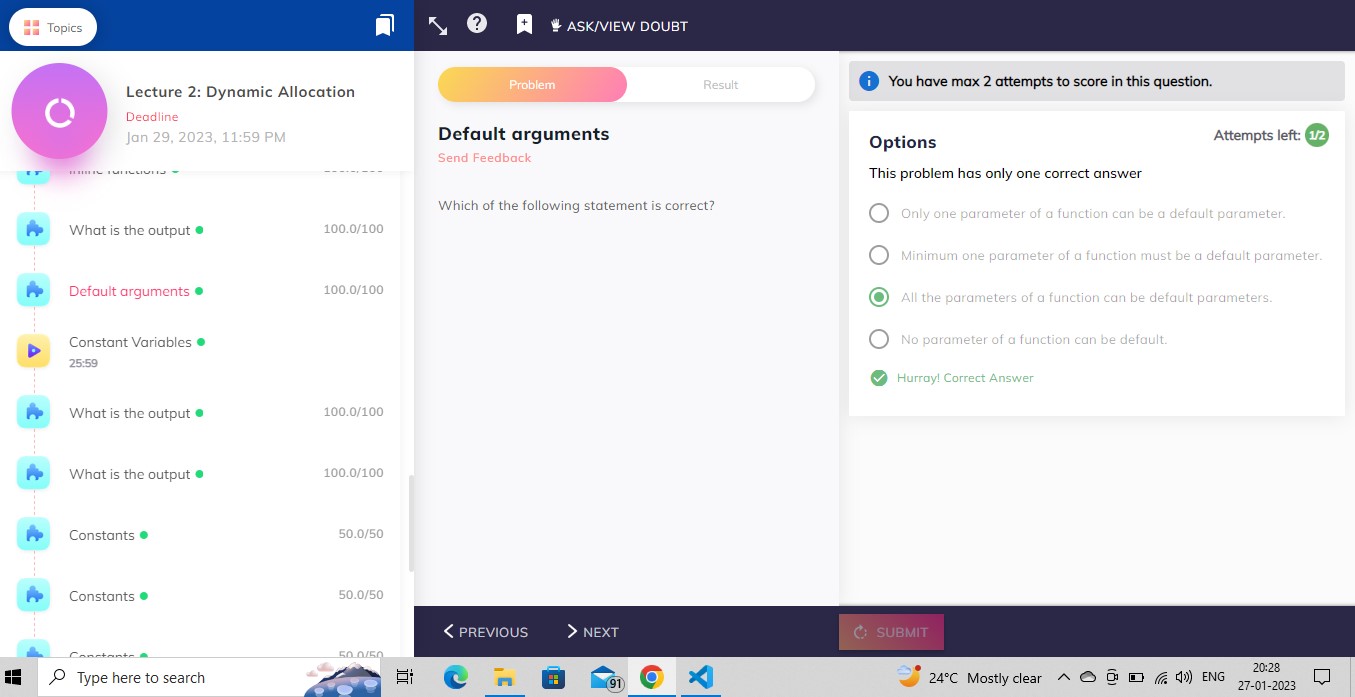 Topics
ASK/VIEW DOUBT
Lecture 2: Dynamic Allocation
Deadline
Jan 29, 2023, 11:59 PM
Inline functions
100.0/100
What is the output
100.0/100
Default arguments
100.0/100
Constant Variables
25:59
What is the output
100.0/100
What is the output
100.0/100
Constants
50.0/50
Constants
50.0/50
Constants
50.0/50
Problem
Result
Default arguments
Send Feedback
Which of the following statement is correct?
You have max 2 attempts to score in this question.
Options
Attempts left: 1/2
This problem has only one correct answer
Only one parameter of a function can be a default parameter.
Minimum one parameter of a function must be a default parameter.
All the parameters of a function can be default parameters.
No parameter of a function can be default.
Hurray! Correct Answer
PREVIOUS
NEXT
SUBMIT
Type here to search
91
24°C Mostly clear
ENG
20:28
27-01-2023